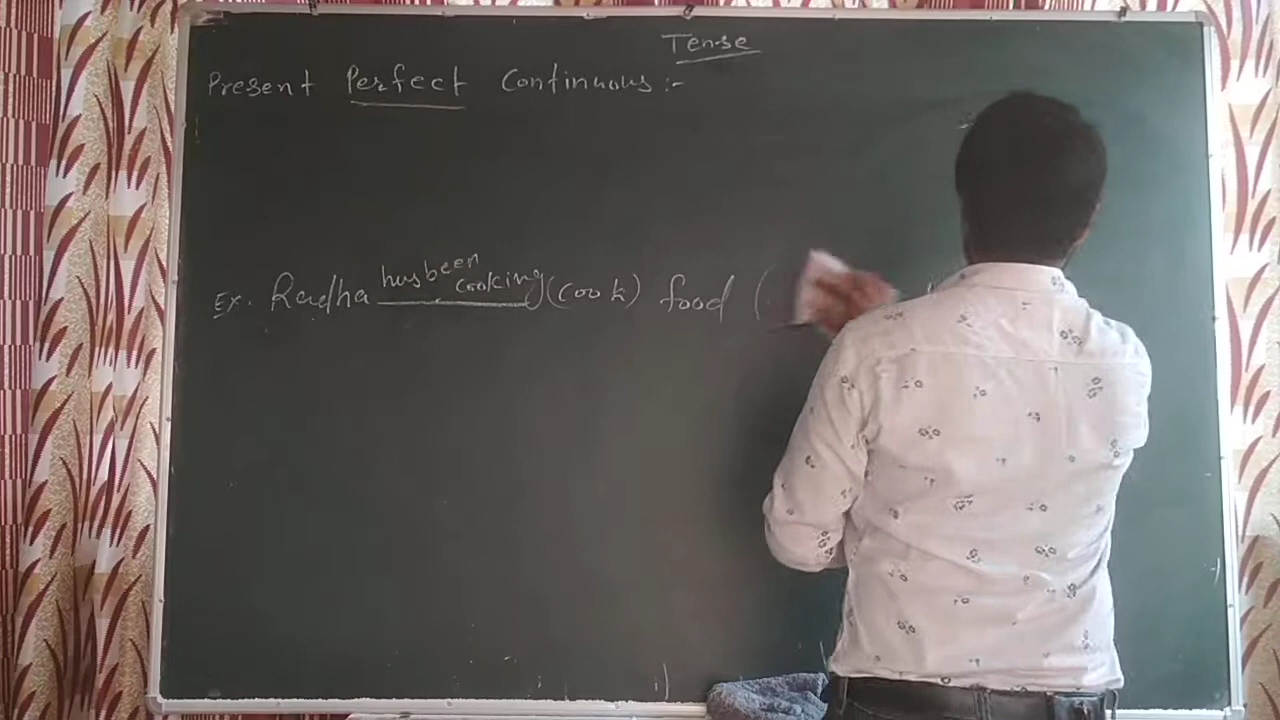 Tense
Present Perfect Continuous :-
Ex. Radha has been cooking (cook) food (